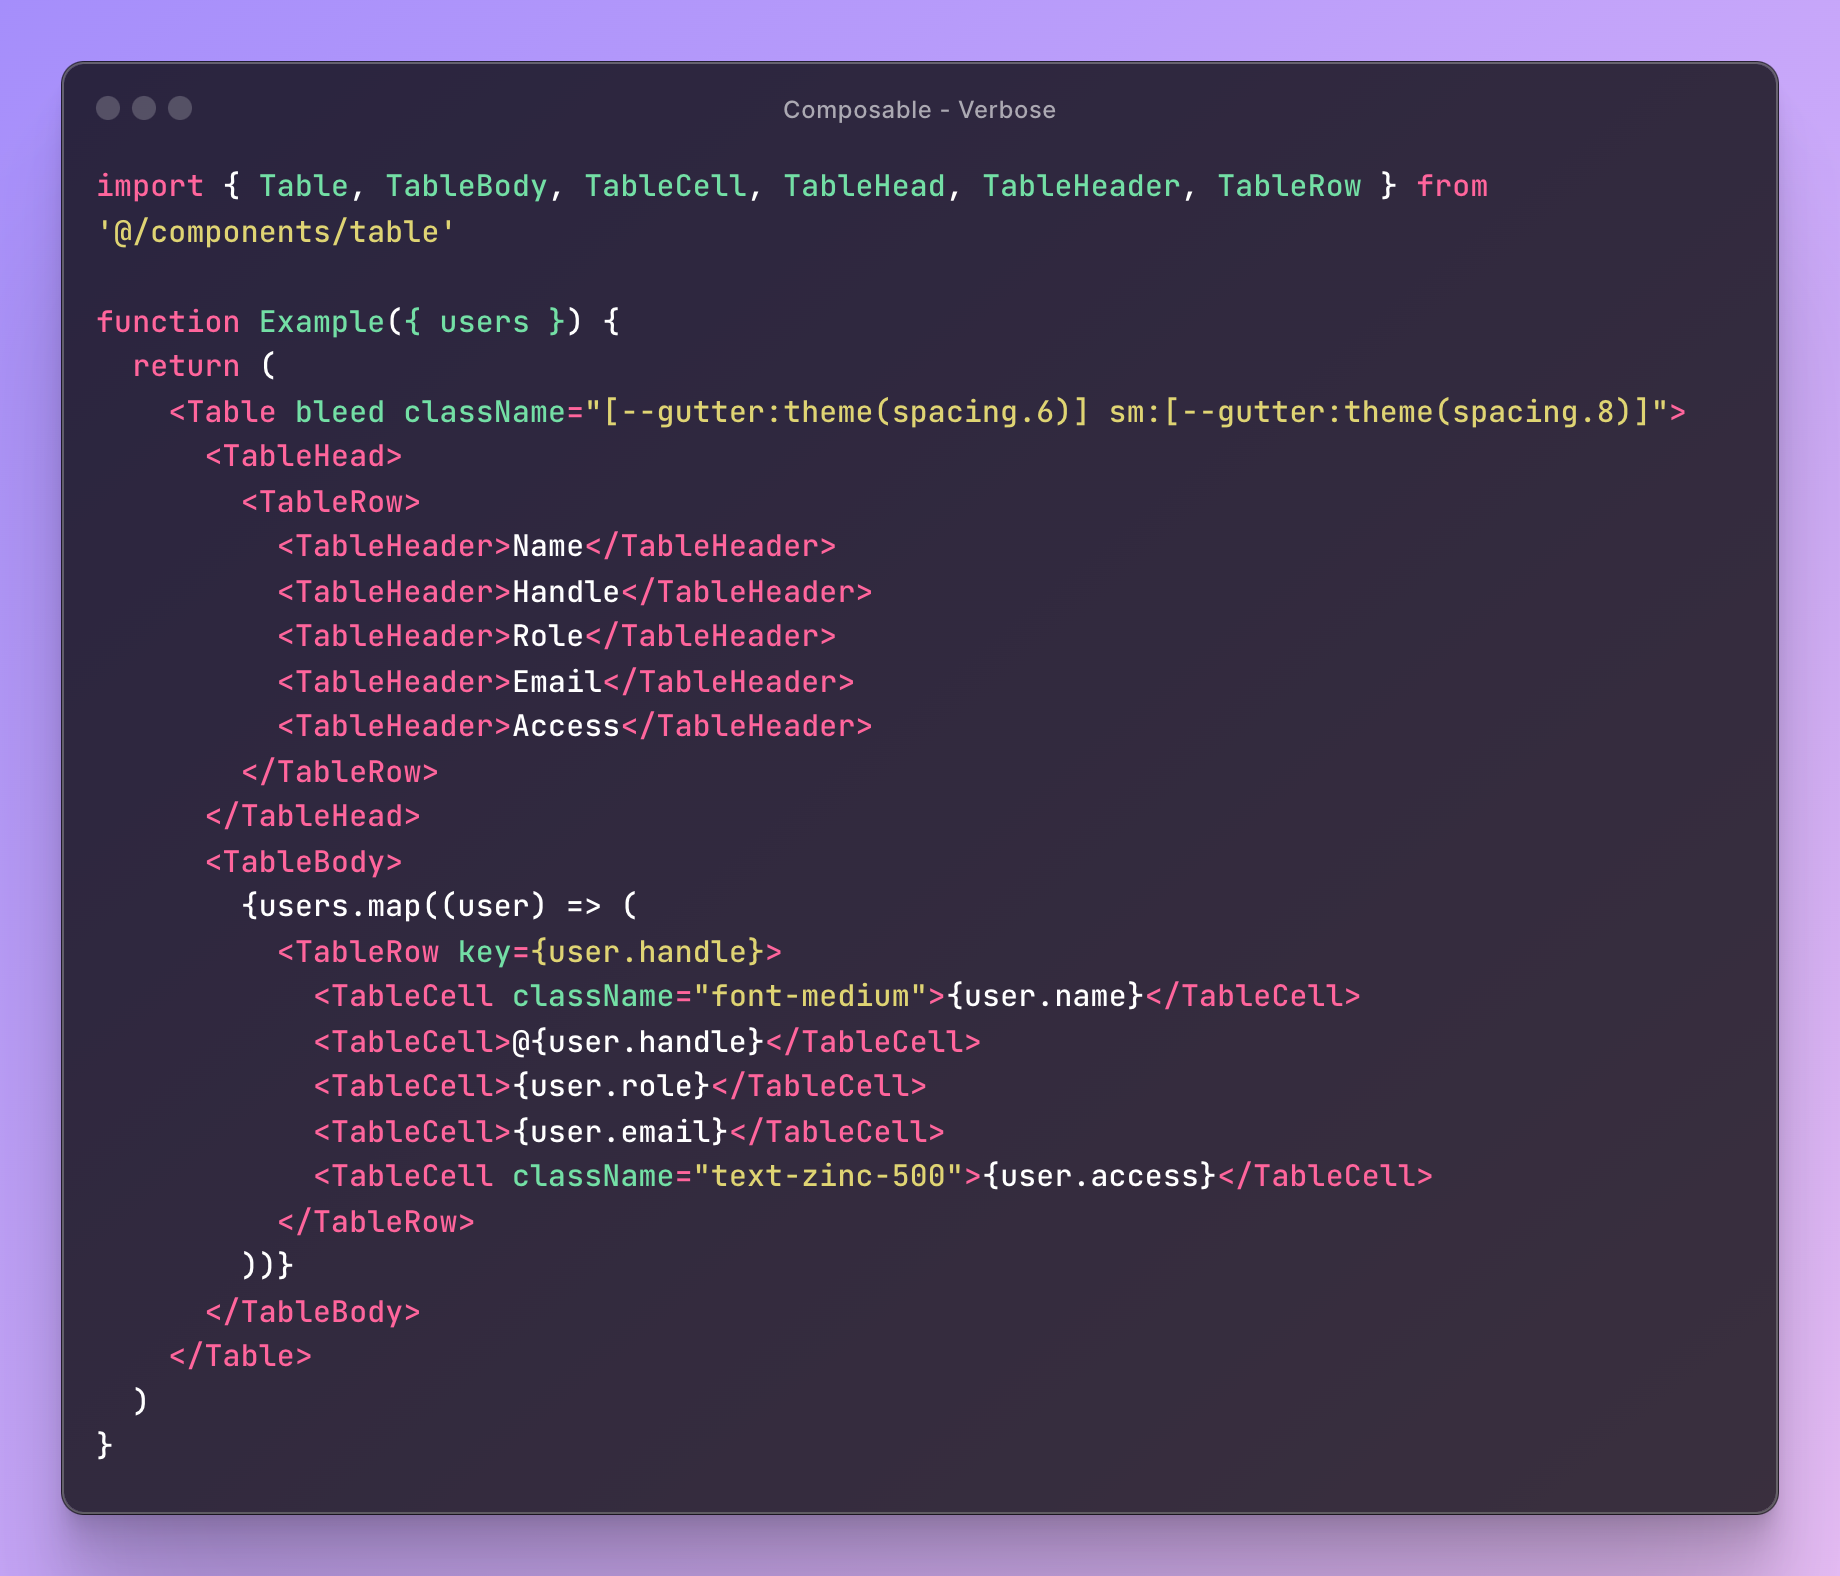 Composable - Verbose
import { Table, TableBody, TableCell, TableHead, TableHeader, TableRow } from
'@/components/table'

function Example({ users }) {
  return (
    <Table bleed className="[--gutter:theme(spacing.6)] sm:[--gutter:theme(spacing.8)]">
      <TableHead>
        <TableRow>
          <TableHeader>Name</TableHeader>
          <TableHeader>Handle</TableHeader>
          <TableHeader>Role</TableHeader>
          <TableHeader>Email</TableHeader>
          <TableHeader>Access</TableHeader>
        </TableRow>
      </TableHead>
      <TableBody>
        {users.map((user) => (
          <TableRow key={user.handle}>
            <TableCell className="font-medium">{user.name}</TableCell>
            <TableCell>@{user.handle}</TableCell>
            <TableCell>{user.role}</TableCell>
            <TableCell>{user.email}</TableCell>
            <TableCell className="text-zinc-500">{user.access}</TableCell>
          </TableRow>
        ))}
      </TableBody>
    </Table>
  )
}